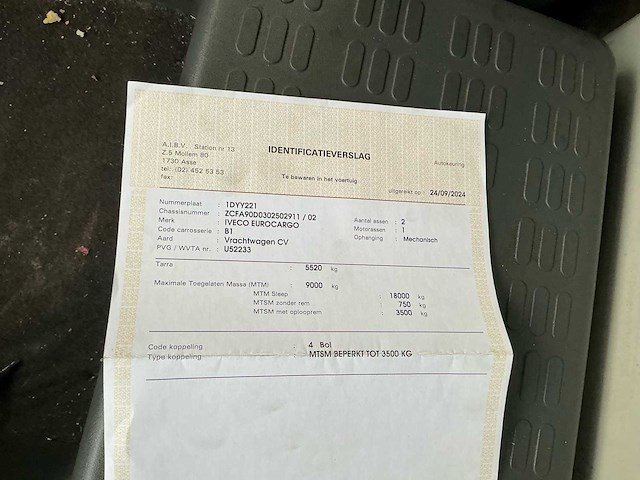 A.I.B.V. Station nr 13
Z.5 Mollem 80
1730 Asse
tel: (02) 452 53 53
fax:
IDENTIFICATIEVERSLAG
Te bewaren in het voertuig
Autokeuring
uitgereikt op : 24/09/2024
Nummerplaat : 1DYY221
Chassisnummer : ZCFA90D0302502911 / 02
Merk : IVECO EUROCARGO
Code carrosserie : B1
Aard : Vrachtwagen CV
PVG / WVTA nr. : U52233
Aantal assen : 2
Motorassen : 1
Ophanging : Mechanisch
Tarra : 5520 kg
Maximale Toegelaten Massa (MTM) : 9000 kg
MTM Sleep : 18000 kg
MTSM zonder rem : 750 kg
MTSM met oplooprem : 3500 kg
Code koppeling : 4 Bol
Type koppeling : MTSM BEPERKT TOT 3500 KG